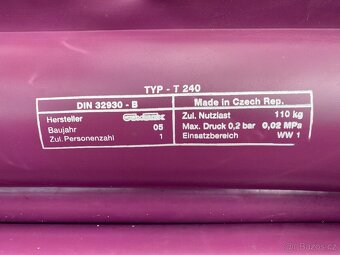 TYP - T 240
DIN 32930 - B
Made in Czech Rep.
Hersteller
Baujahr 05
Zul. Personenzahl 1
Zul. Nutzlast 110 kg
Max. Druck 0,2 bar 0,02 MPa
Einsatzbereich WW 1